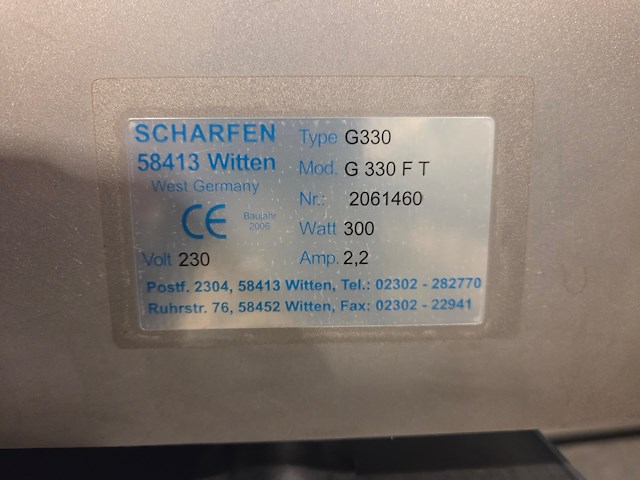 SCHARFEN
58413 Witten
West Germany
CE
Baujahr
2006
Volt 230
Type G330
Mod. G 330 F T
Nr.: 2061460
Watt 300
Amp. 2,2
Postf. 2304, 58413 Witten, Tel.: 02302 - 282770
Ruhrstr. 76, 58452 Witten, Fax: 02302 - 22941